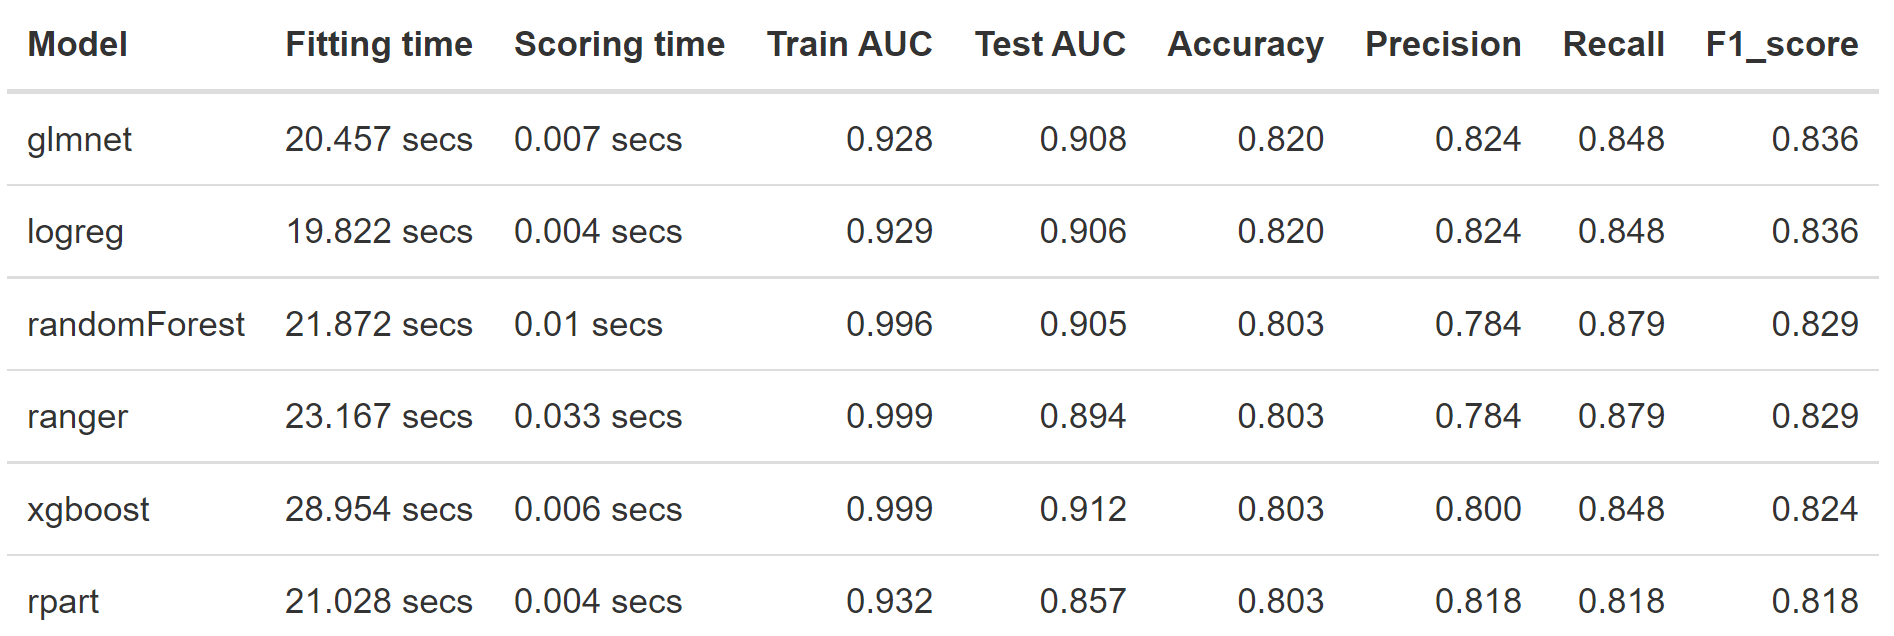 Model Fitting time Scoring time Train AUC Test AUC Accuracy Precision Recall F1_score
glmnet 20.457 secs 0.007 secs 0.928 0.908 0.820 0.824 0.848 0.836
logreg 19.822 secs 0.004 secs 0.929 0.906 0.820 0.824 0.848 0.836
randomForest 21.872 secs 0.01 secs 0.996 0.905 0.803 0.784 0.879 0.829
ranger 23.167 secs 0.033 secs 0.999 0.894 0.803 0.784 0.879 0.829
xgboost 28.954 secs 0.006 secs 0.999 0.912 0.803 0.800 0.848 0.824
rpart 21.028 secs 0.004 secs 0.932 0.857 0.803 0.818 0.818 0.818